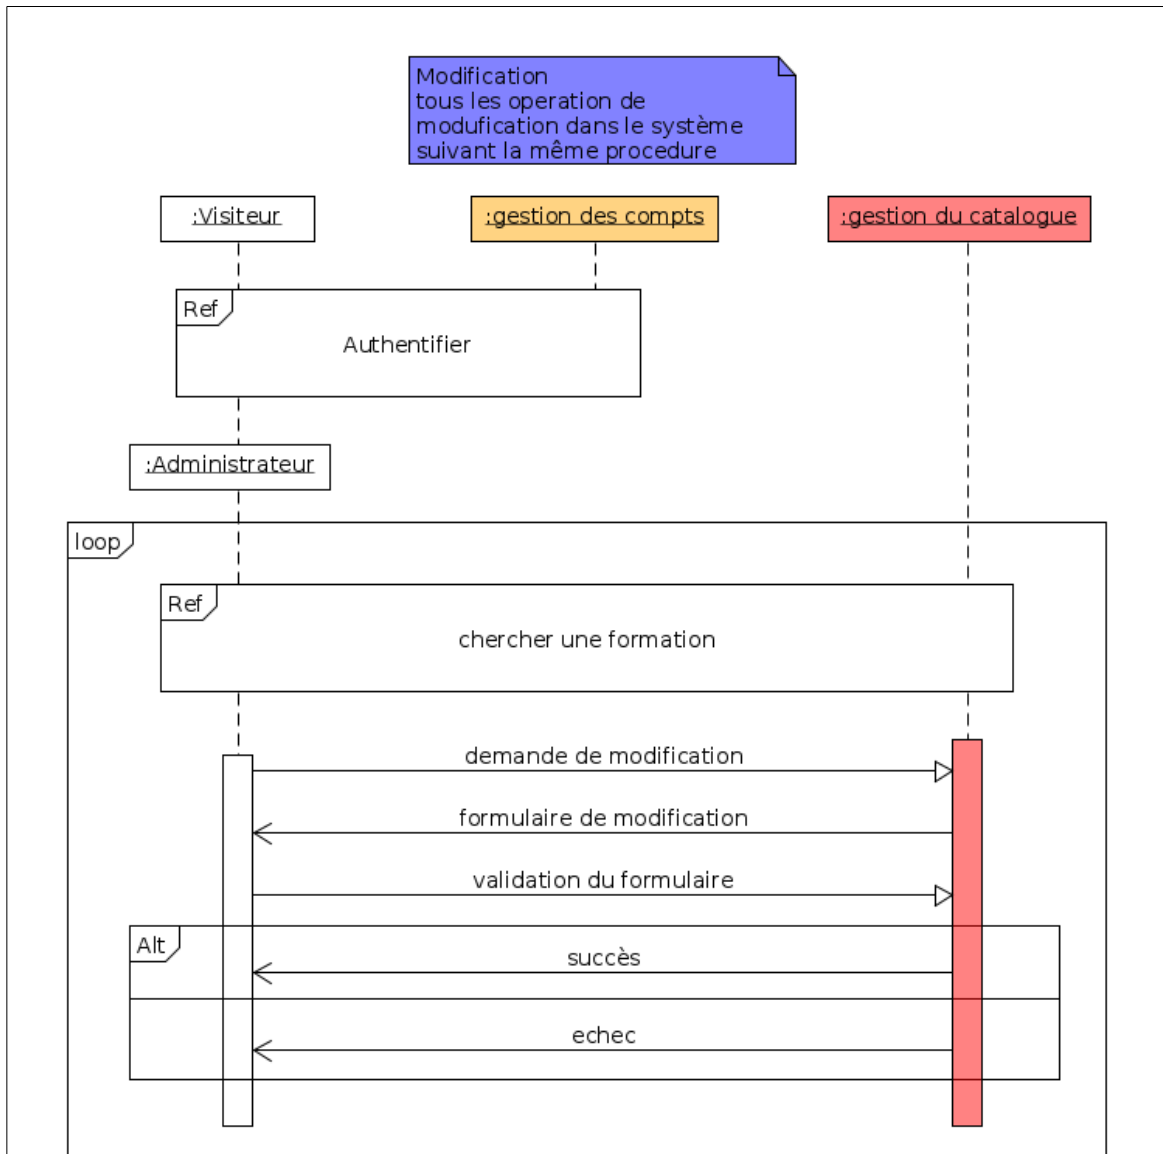 Modification
tous les operation de
modufication dans le système
suivant la même procedure
:Visiteur
:gestion des compts
:gestion du catalogue
Ref
Authentifier
:Administrateur
loop
Ref
chercher une formation
demande de modification
formulaire de modification
validation du formulaire
Alt
succès
echec